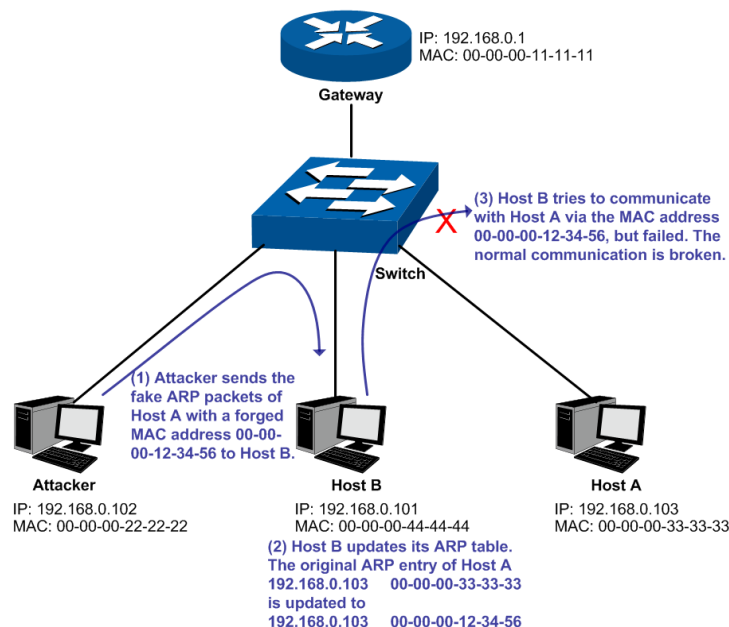 IP: 192.168.0.1
MAC: 00-00-00-11-11-11
Gateway
(3) Host B tries to communicate
with Host A via the MAC address
00-00-00-12-34-56, but failed. The
normal communication is broken.
X
Switch
(1) Attacker sends the
fake ARP packets of
Host A with a forged
MAC address 00-00-
00-12-34-56 to Host B.
Attacker
IP: 192.168.0.102
MAC: 00-00-00-22-22-22
Host B
IP: 192.168.0.101
MAC: 00-00-00-44-44-44
Host A
IP: 192.168.0.103
MAC: 00-00-00-33-33-33
(2) Host B updates its ARP table.
The original ARP entry of Host A
192.168.0.103 00-00-00-33-33-33
is updated to
192.168.0.103 00-00-00-12-34-56